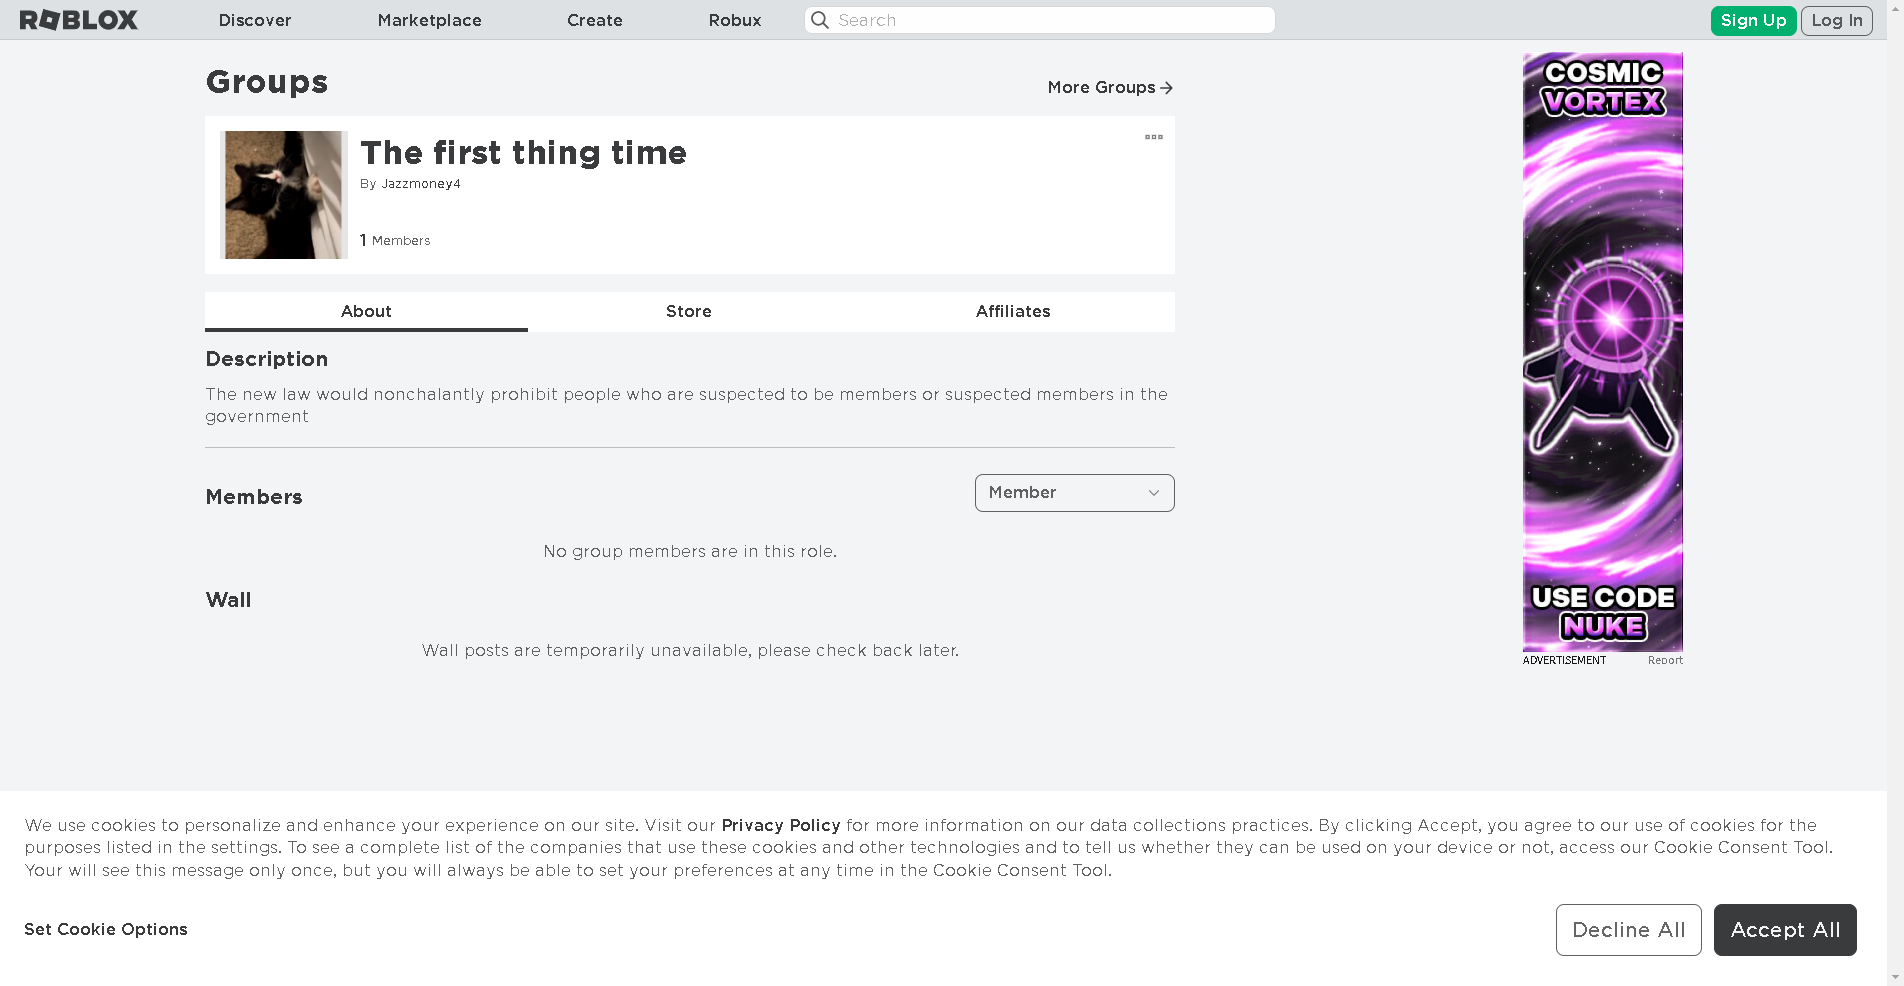 ROBLOX
Discover
Marketplace
Create
Robux
Search
Sign Up
Log In
Groups
More Groups
The first thing time
By Jazzmoney4
1 Members
About
Store
Affiliates
Description
The new law would nonchalantly prohibit people who are suspected to be members or suspected members in the
government
Members
Member
No group members are in this role.
Wall
Wall posts are temporarily unavailable, please check back later.
COSMIC
VORTEX
USE CODE
NUKE
ADVERTISEMENT
Report
We use cookies to personalize and enhance your experience on our site. Visit our Privacy Policy for more information on our data collections practices. By clicking Accept, you agree to our use of cookies for the
purposes listed in the settings. To see a complete list of the companies that use these cookies and other technologies and to tell us whether they can be used on your device or not, access our Cookie Consent Tool.
Your will see this message only once, but you will always be able to set your preferences at any time in the Cookie Consent Tool.
Set Cookie Options
Decline All
Accept All